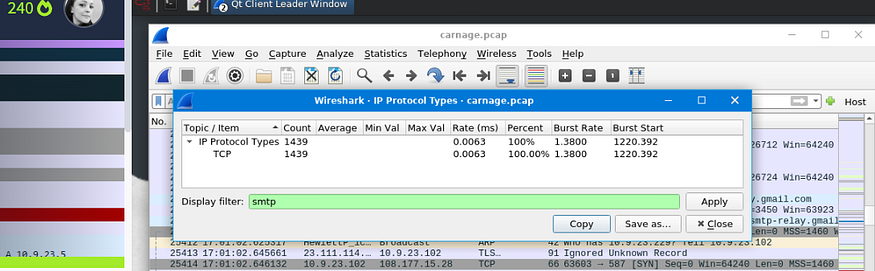 240
2 Qt Client Leader Window
carnage.pcap
File Edit View Go Capture Analyze Statistics Telephony Wireless Tools Help
Host
Wireshark · IP Protocol Types · carnage.pcap
No.
Topic / Item Count Average Min Val Max Val Rate (ms) Percent Burst Rate Burst Start
IP Protocol Types 1439 0.0063 100% 1.3800 1220.392
26712 Win=64240
TCP 1439 0.0063 100.00% 1.3800 1220.392
26724 Win=64240
Display filter: smtp Apply
y.gmail.com
=3450 Win=63923
Copy Save as... Close
smtp-relay.gmail.
Len=0 MSS=1460 W
25412 17:01:02.625317 HewlettP_1c... Broadcast ARP 42 Who has 10.9.23.229? Tell 10.9.23.102
A 10.9.23.5
25413 17:01:02.645661 23.111.114... 10.9.23.102 TLS... 91 Ignored Unknown Record
25414 17:01:02.646098 10.9.23.102 108.177.15.28 TCP 66 63603 → 587 [SYN] Seq=0 Win=64240 Len=0 MSS=1460